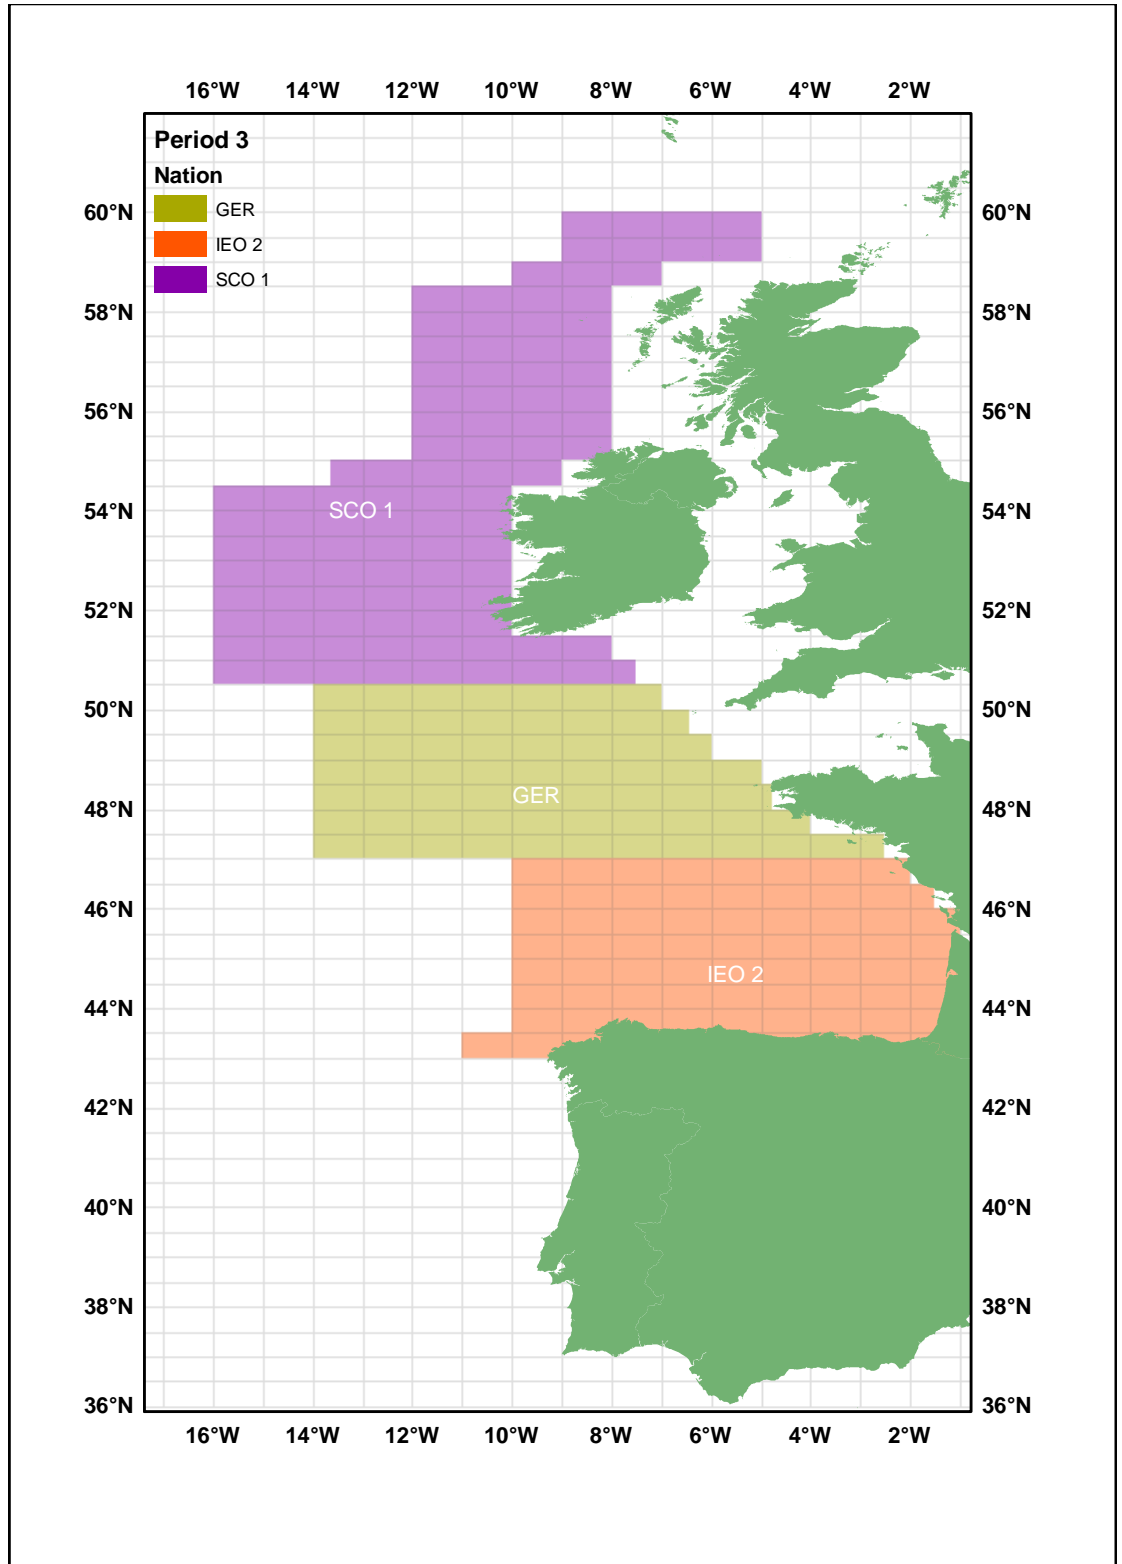 16°W 14°W 12°W 10°W 8°W 6°W 4°W 2°W
Period 3
Nation
GER
IEO 2
SCO 1
60°N 60°N
58°N 58°N
56°N 56°N
54°N SCO 1 54°N
52°N 52°N
50°N 50°N
GER
48°N 48°N
46°N 46°N
IEO 2
44°N 44°N
42°N 42°N
40°N 40°N
38°N 38°N
36°N 36°N
16°W 14°W 12°W 10°W 8°W 6°W 4°W 2°W